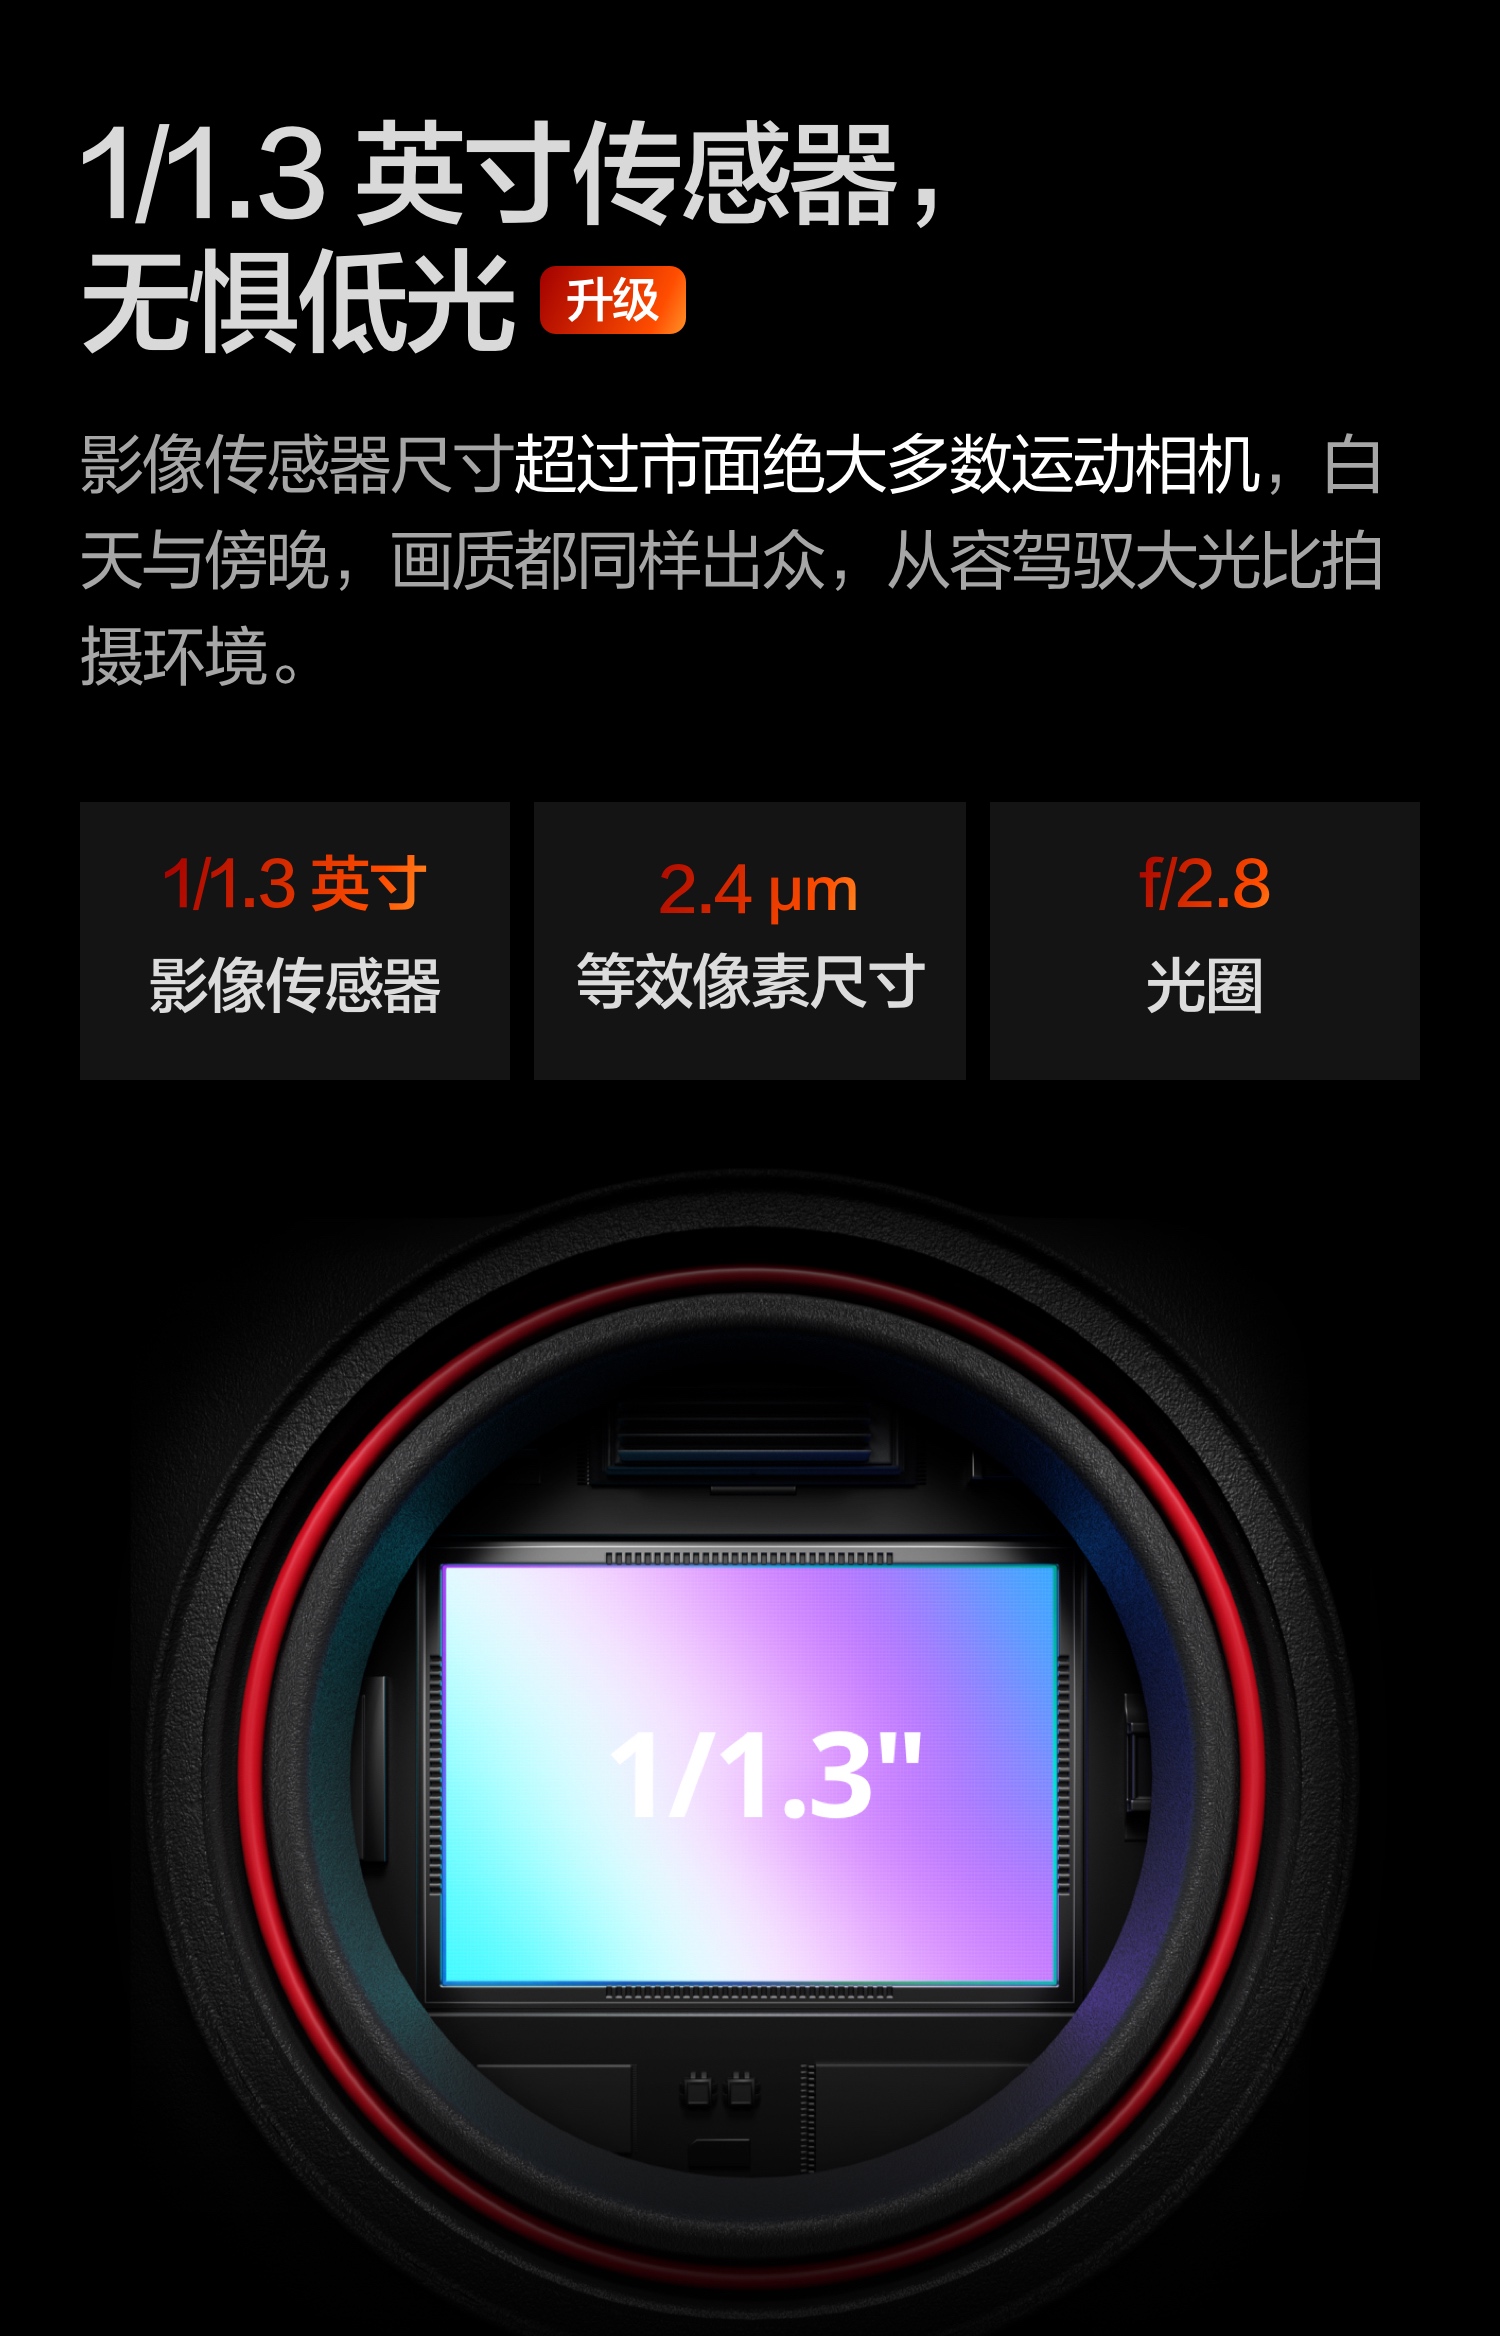 1/1.3 英寸传感器，
无惧低光 升级
影像传感器尺寸超过市面绝大多数运动相机，白
天与傍晚，画质都同样出众，从容驾驭大光比拍
摄环境。
1/1.3 英寸
影像传感器
2.4 μm
等效像素尺寸
f/2.8
光圈
1/1.3"